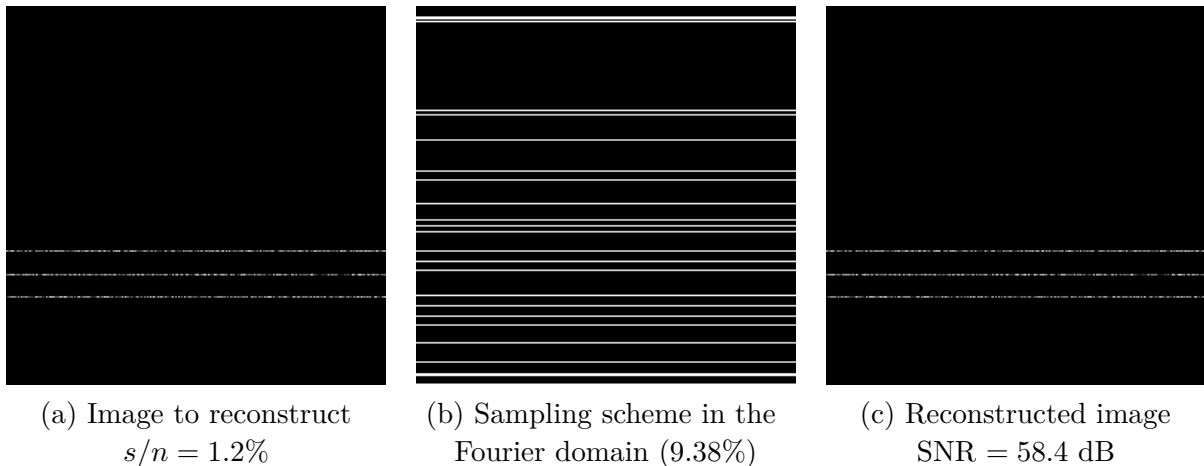 (a) Image to reconstruct
s/n = 1.2%
(b) Sampling scheme in the
Fourier domain (9.38%)
(c) Reconstructed image
SNR = 58.4 dB